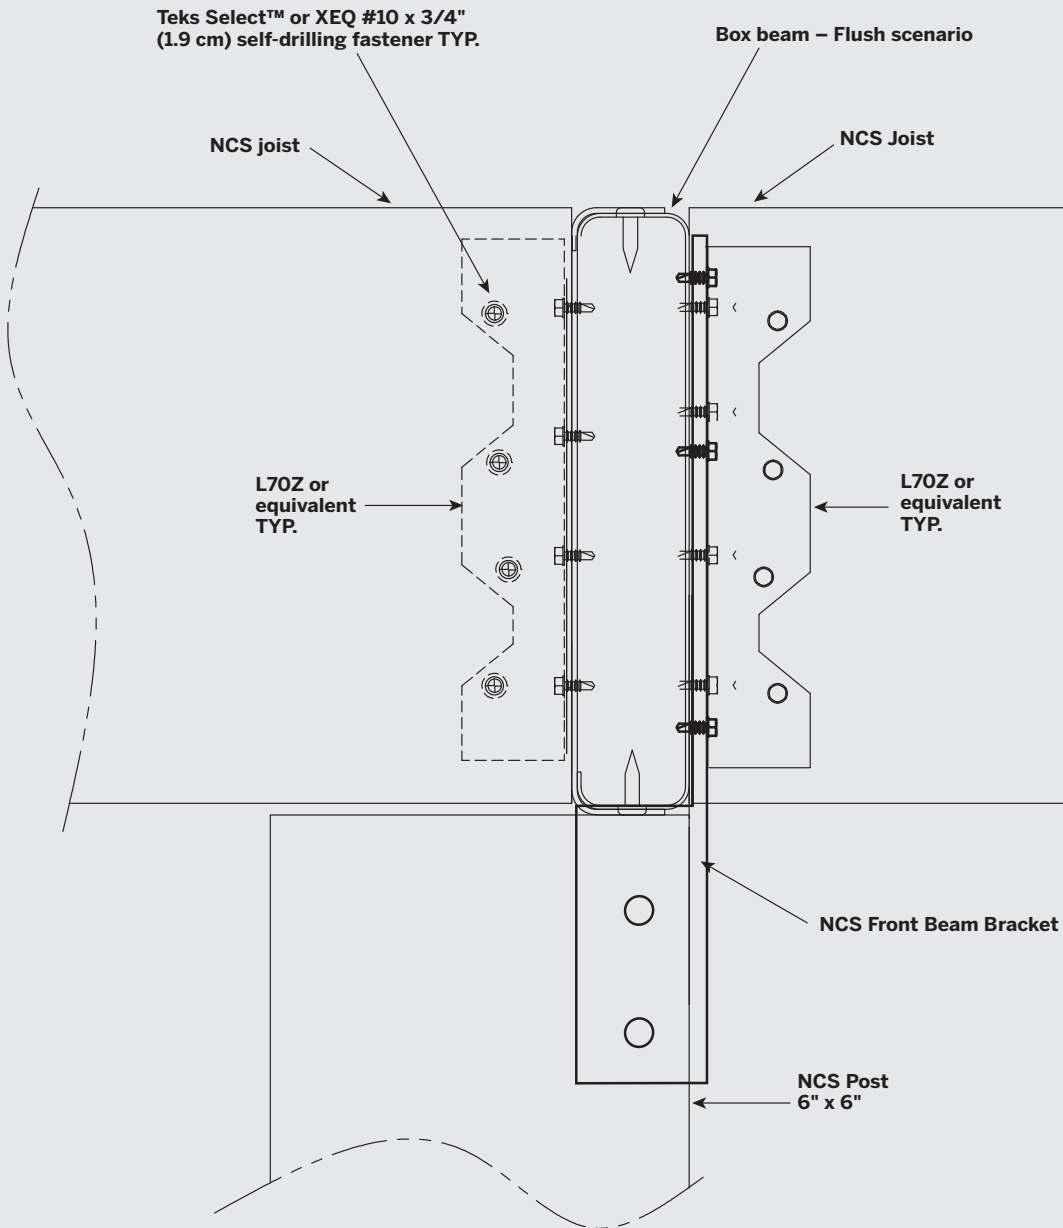 Teks Select™ or XEQ #10 x 3/4"
(1.9 cm) self-drilling fastener TYP.
Box beam – Flush scenario
NCS joist
NCS Joist
L70Z or
equivalent
TYP.
L70Z or
equivalent
TYP.
NCS Front Beam Bracket
NCS Post
6" x 6"